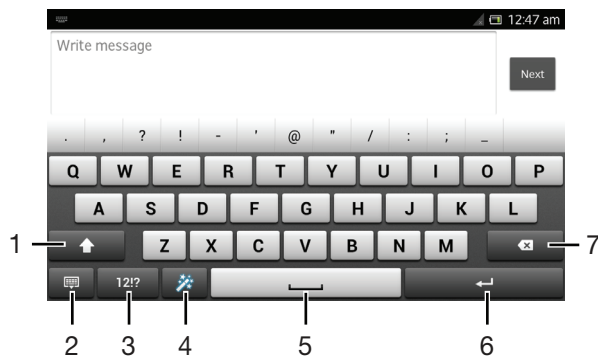 12:47 am
Write message
Next
. , ? ! - ' @ " / : ; _
Q W E R T Y U I O P
A S D F G H J K L
1 Z X C V B N M 7
12!?
2 3 4 5 6